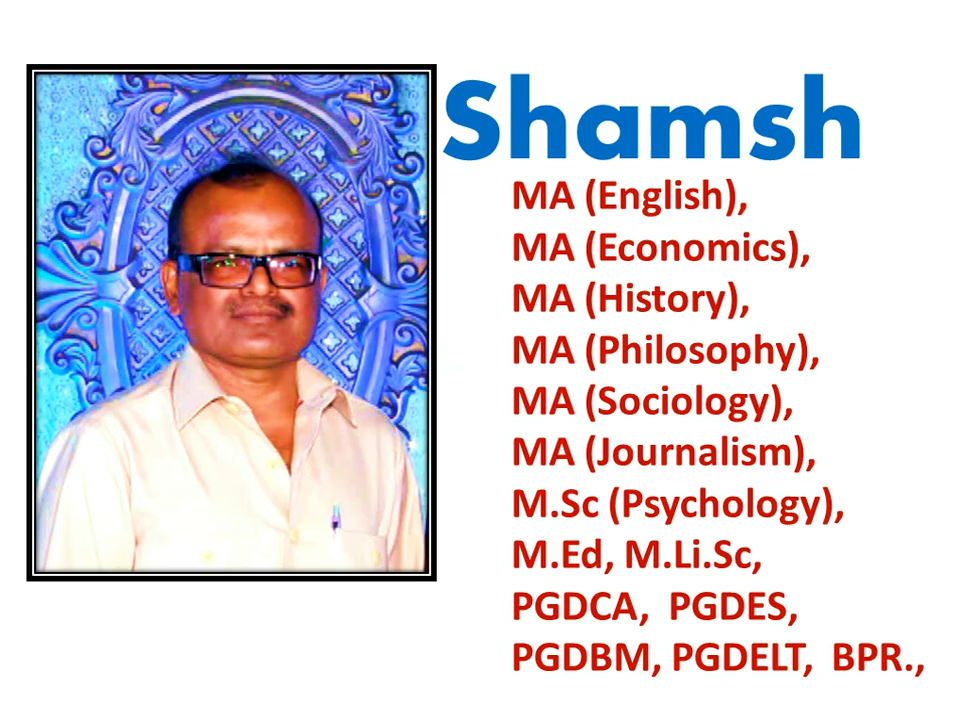 Shamsh
MA (English),
MA (Economics),
MA (History),
MA (Philosophy),
MA (Sociology),
MA (Journalism),
M.Sc (Psychology),
M.Ed, M.Li.Sc,
PGDCA,  PGDES,
PGDBM, PGDELT,  BPR.,